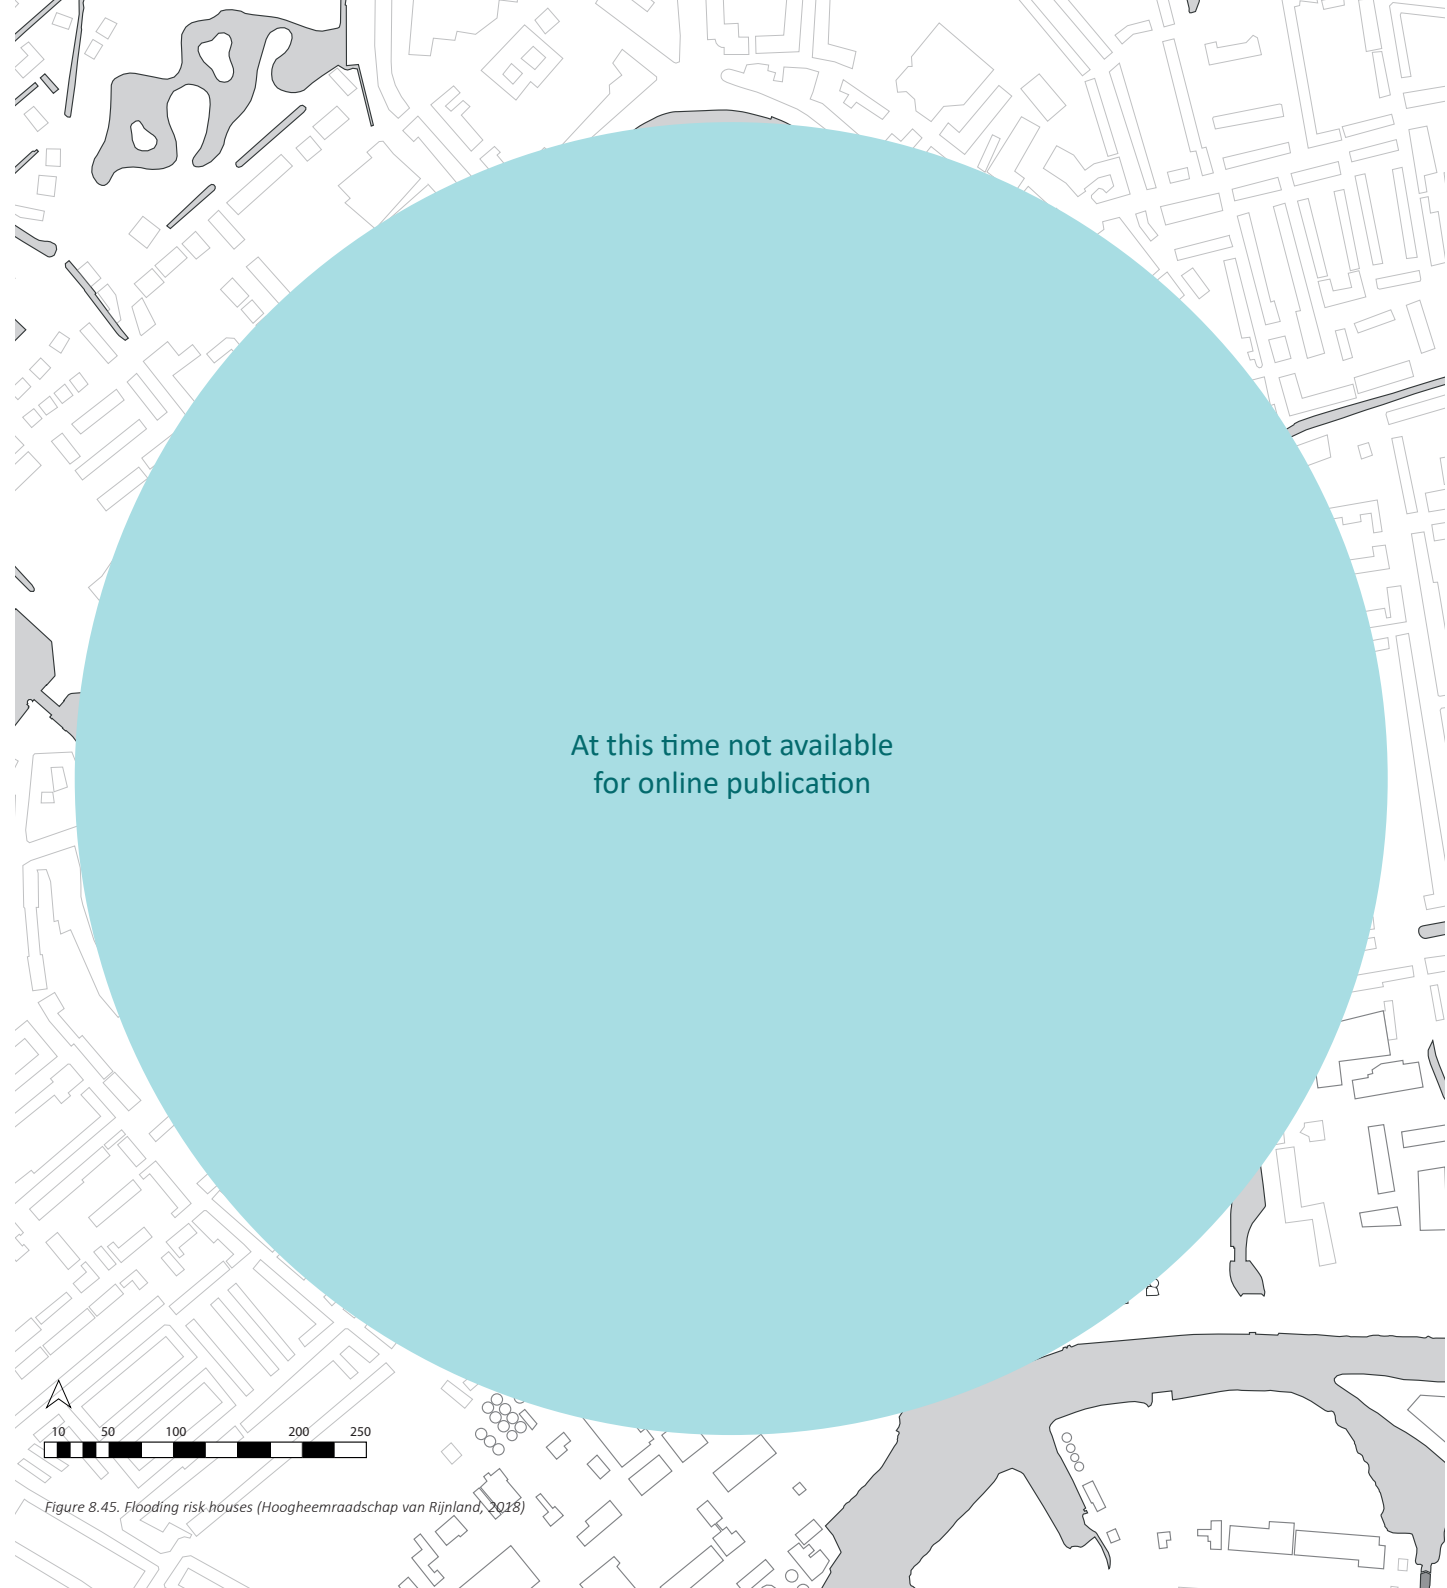 At this time not available
for online publication
10 50 100 200 250
Figure 8.45. Flooding risk houses (Hoogheemraadschap van Rijnland, 2018)